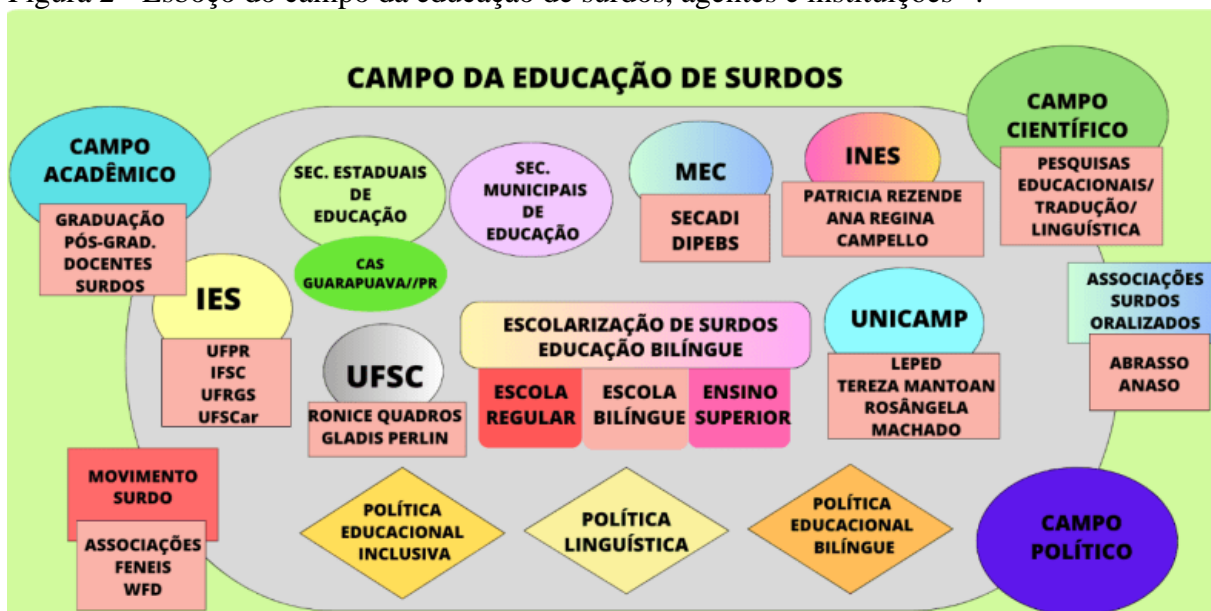 Figura 2 - Esboço do campo da educação de surdos, agentes e instituições
CAMPO DA EDUCAÇÃO DE SURDOS
CAMPO
ACADÊMICO
GRADUAÇÃO
PÓS-GRAD.
DOCENTES
SURDOS
SEC. ESTADUAIS
DE
EDUCAÇÃO
CAS
GUARAPUAVA//PR
SEC.
MUNICIPAIS
DE
EDUCAÇÃO
MEC
SECADI
DIPEBS
INES
PATRICIA REZENDE
ANA REGINA
CAMPELLO
CAMPO
CIENTÍFICO
PESQUISAS
EDUCACIONAIS/
TRADUÇÃO/
LINGUÍSTICA
IES
UFPR
IFSC
UFRGS
UFSCar
UFSC
RONICE QUADROS
GLADIS PERLIN
ESCOLARIZAÇÃO DE SURDOS
EDUCAÇÃO BILÍNGUE
ESCOLA
REGULAR
ESCOLA
BILÍNGUE
ENSINO
SUPERIOR
UNICAMP
LEPED
TEREZA MANTOAN
ROSÂNGELA
MACHADO
ASSOCIAÇÕES
SURDOS
ORALIZADOS
ABRASSO
ANASO
MOVIMENTO
SURDO
ASSOCIAÇÕES
FENEIS
WFD
POLÍTICA
EDUCACIONAL
INCLUSIVA
POLÍTICA
LINGUÍSTICA
POLÍTICA
EDUCACIONAL
BILÍNGUE
CAMPO
POLÍTICO